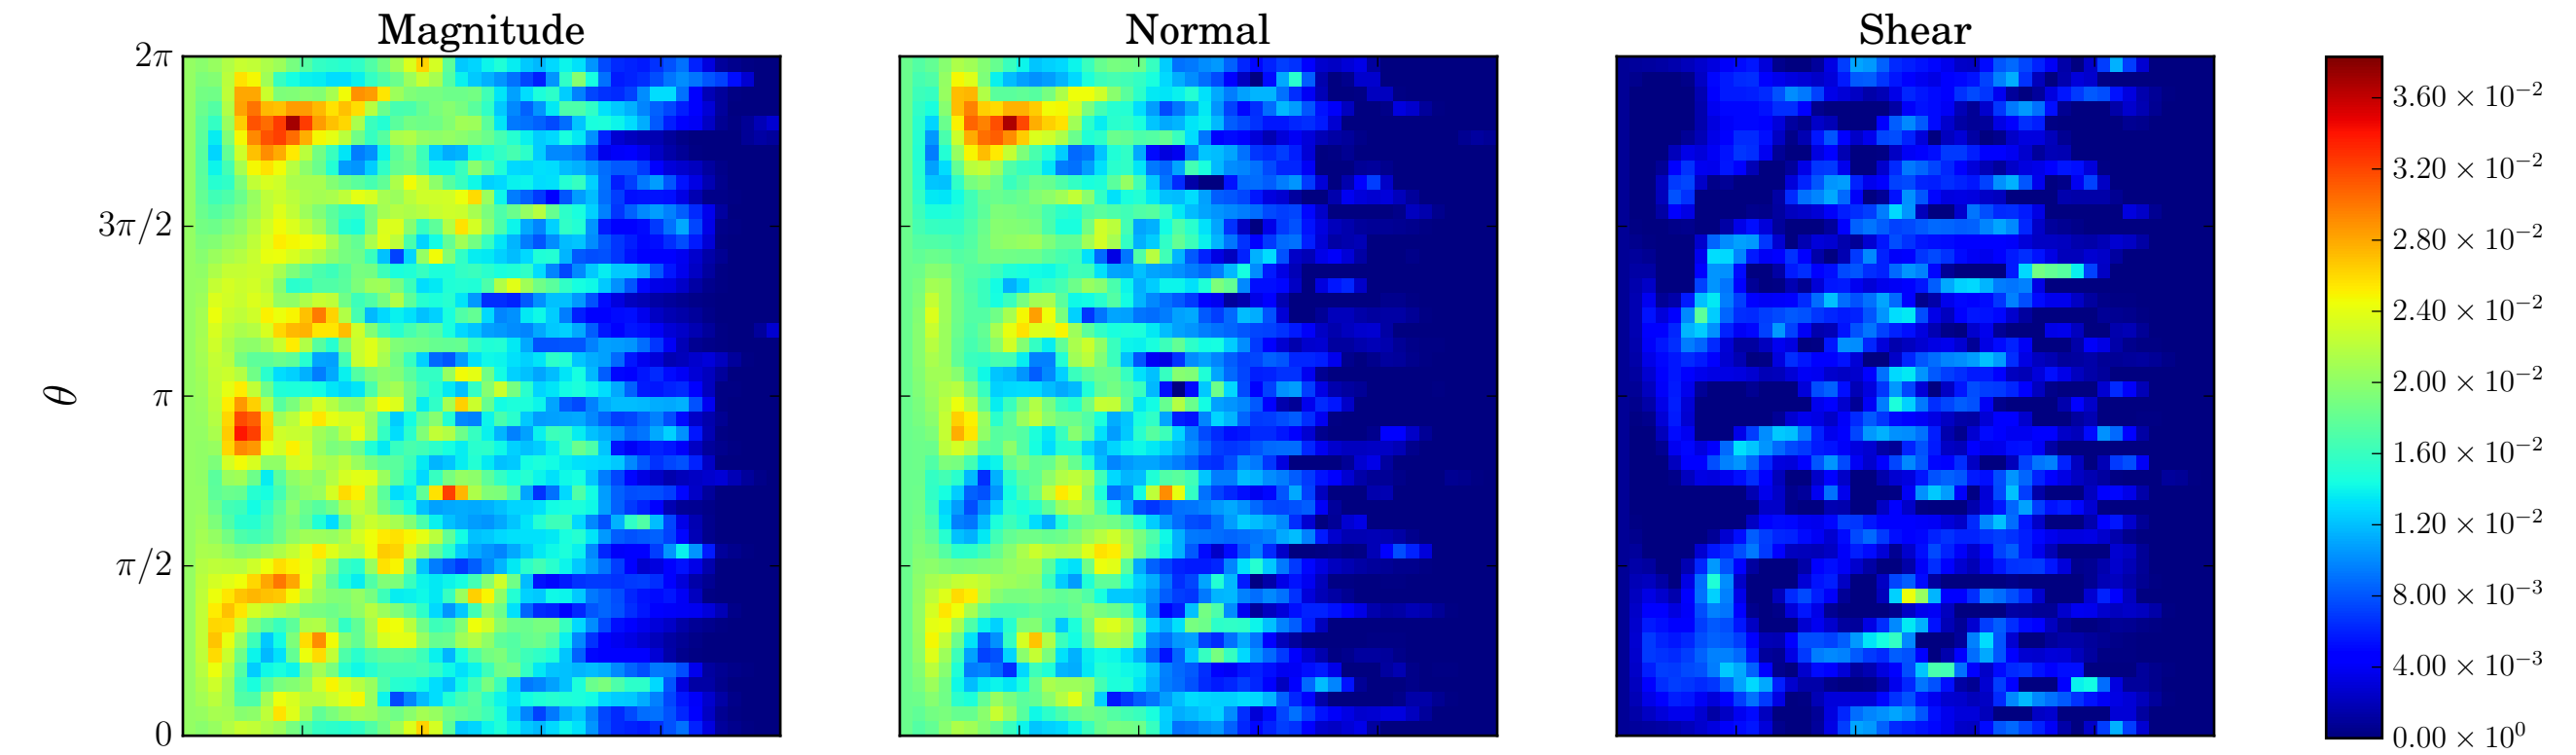 Magnitude
Normal
Shear
2π
3π/2
π
π/2
0
θ
3.60 × 10⁻²
3.20 × 10⁻²
2.80 × 10⁻²
2.40 × 10⁻²
2.00 × 10⁻²
1.60 × 10⁻²
1.20 × 10⁻²
8.00 × 10⁻³
4.00 × 10⁻³
0.00 × 10⁰